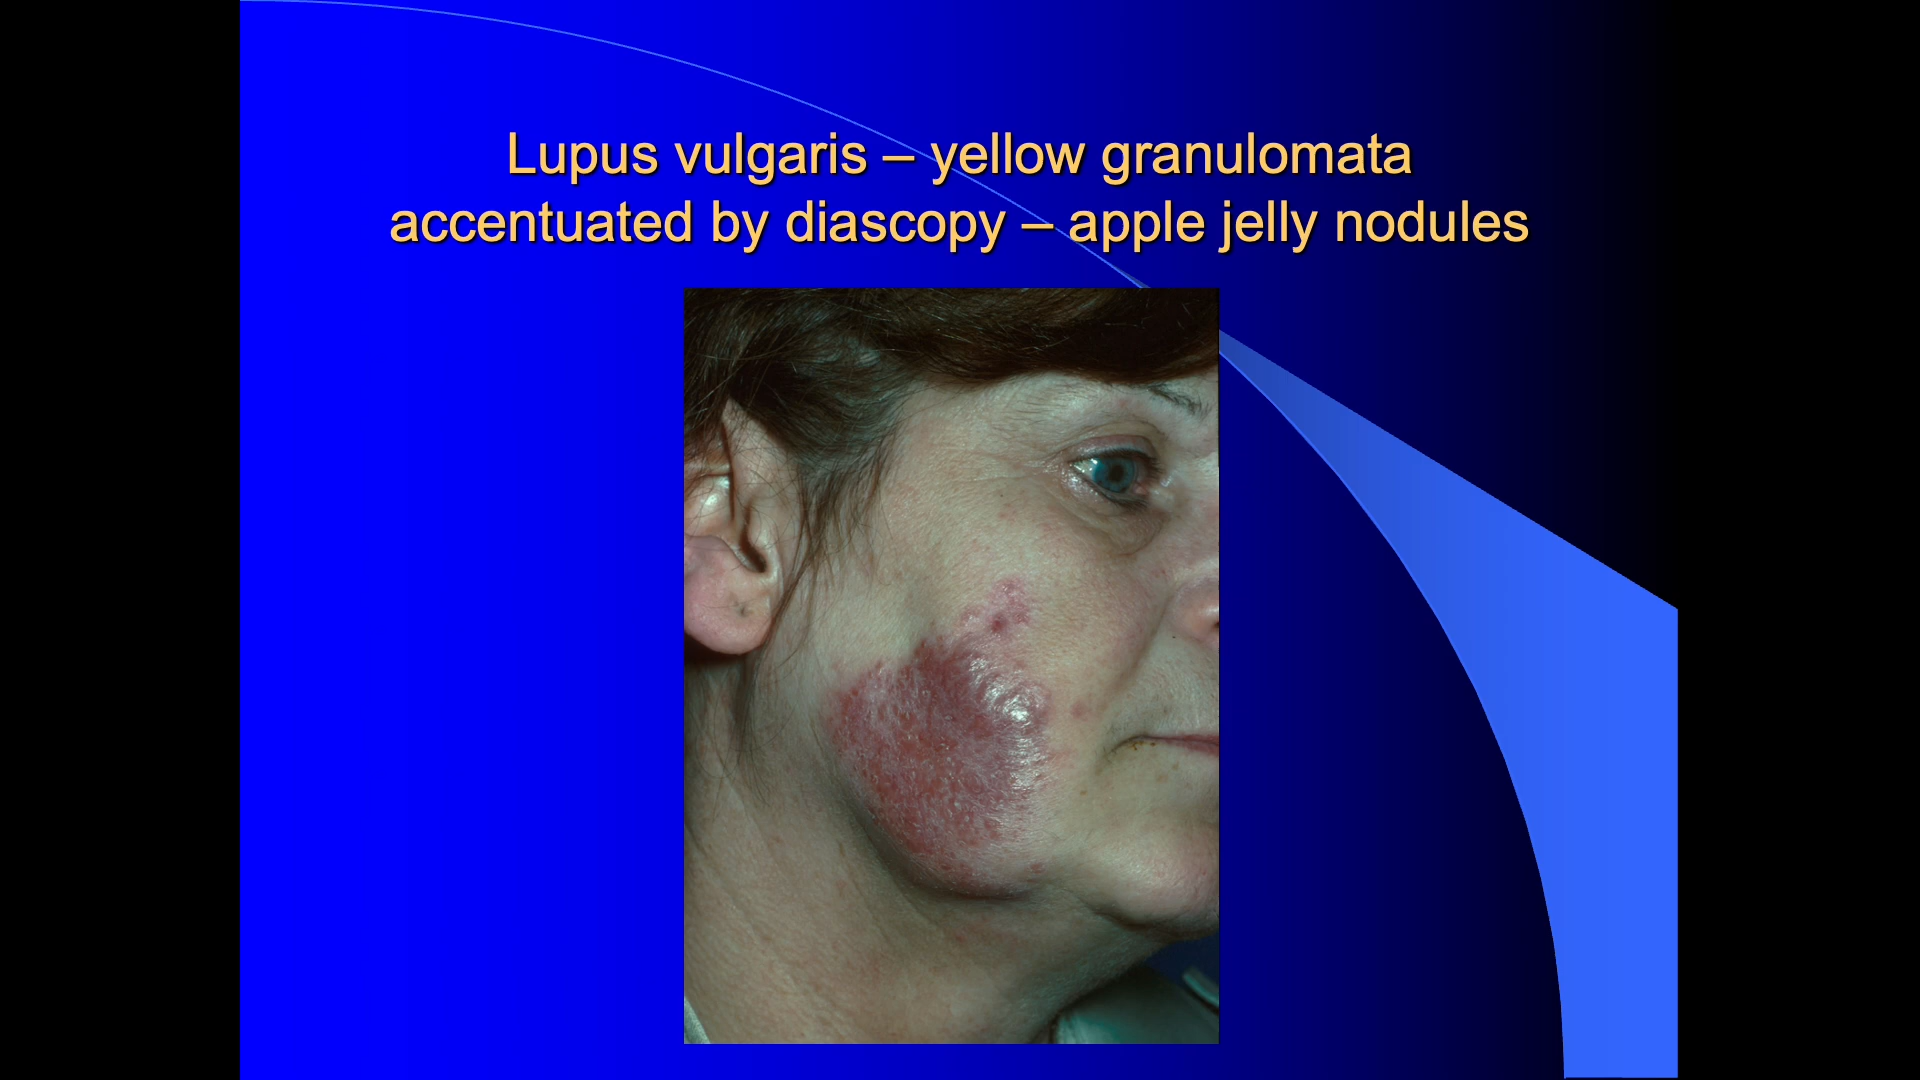 Lupus vulgaris – yellow granulomata
accentuated by diascopy – apple jelly nodules